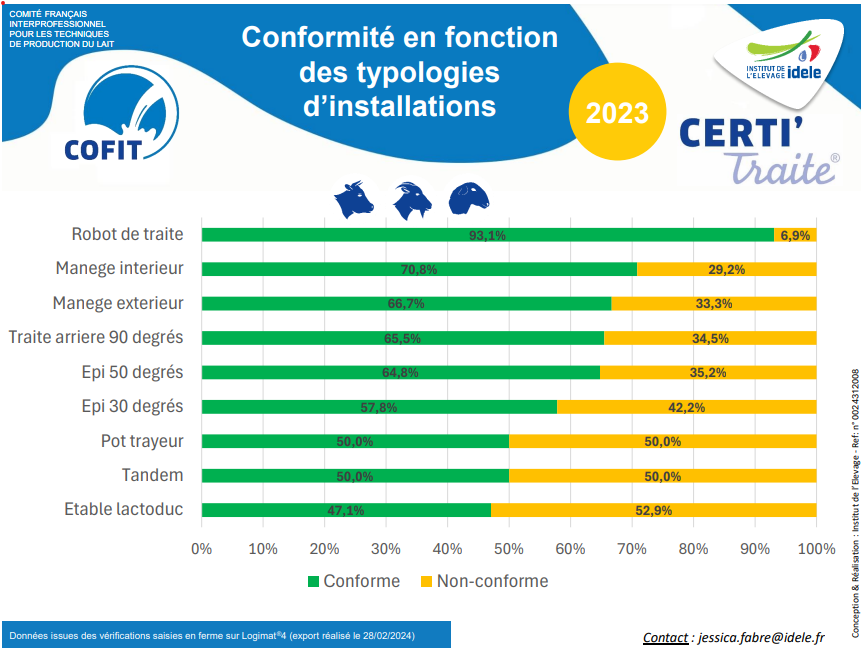 COMITÉ FRANÇAIS
INTERPROFESSIONNEL
POUR LES TECHNIQUES
DE PRODUCTION DU LAIT
COFIT
Conformité en fonction
des typologies
d'installations
2023
INSTITUT DE
L'ELEVAGE idele
CERTI'
Traite®
Robot de traite 93,1% 6,9%
Manege interieur 70,8% 29,2%
Manege exterieur 66,7% 33,3%
Traite arriere 90 degrés 65,5% 34,5%
Epi 50 degrés 64,8% 35,2%
Epi 30 degrés 57,8% 42,2%
Pot trayeur 50,0% 50,0%
Tandem 50,0% 50,0%
Etable lactoduc 47,1% 52,9%
0% 10% 20% 30% 40% 50% 60% 70% 80% 90% 100%
Conforme Non-conforme
Données issues des vérifications saisies en ferme sur Logimat®4 (export réalisé le 28/02/2024)
Contact : jessica.fabre@idele.fr
Conception & Réalisation : Institut de l'Elevage - Ref: n° 0024312008